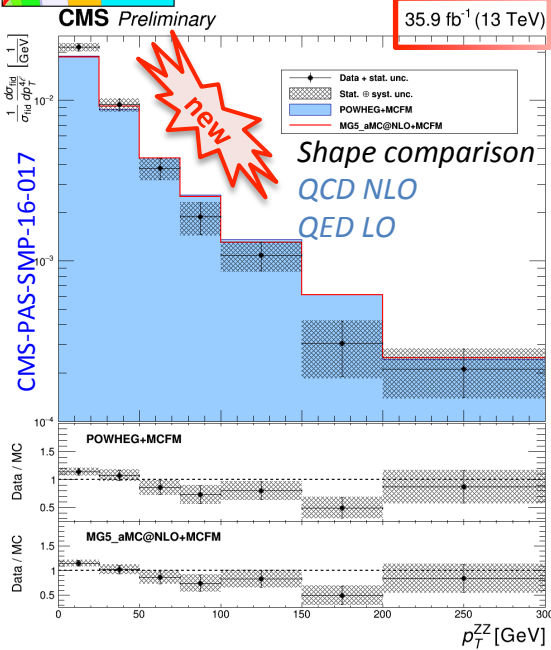 CMS Preliminary
35.9 fb⁻¹ (13 TeV)
1/σ_fid dσ_fid/dp_T^4ℓ [1/GeV]
Data + stat. unc.
Stat. ⊕ syst. unc.
POWHEG+MCFM
MG5_aMC@NLO+MCFM
new
Shape comparison
QCD NLO
QED LO
CMS-PAS-SMP-16-017
10⁻²
10⁻³
10⁻⁴
POWHEG+MCFM
Data / MC
1.5
1
0.5
MG5_aMC@NLO+MCFM
Data / MC
1.5
1
0.5
0 50 100 150 200 250 300
p_T^ZZ [GeV]